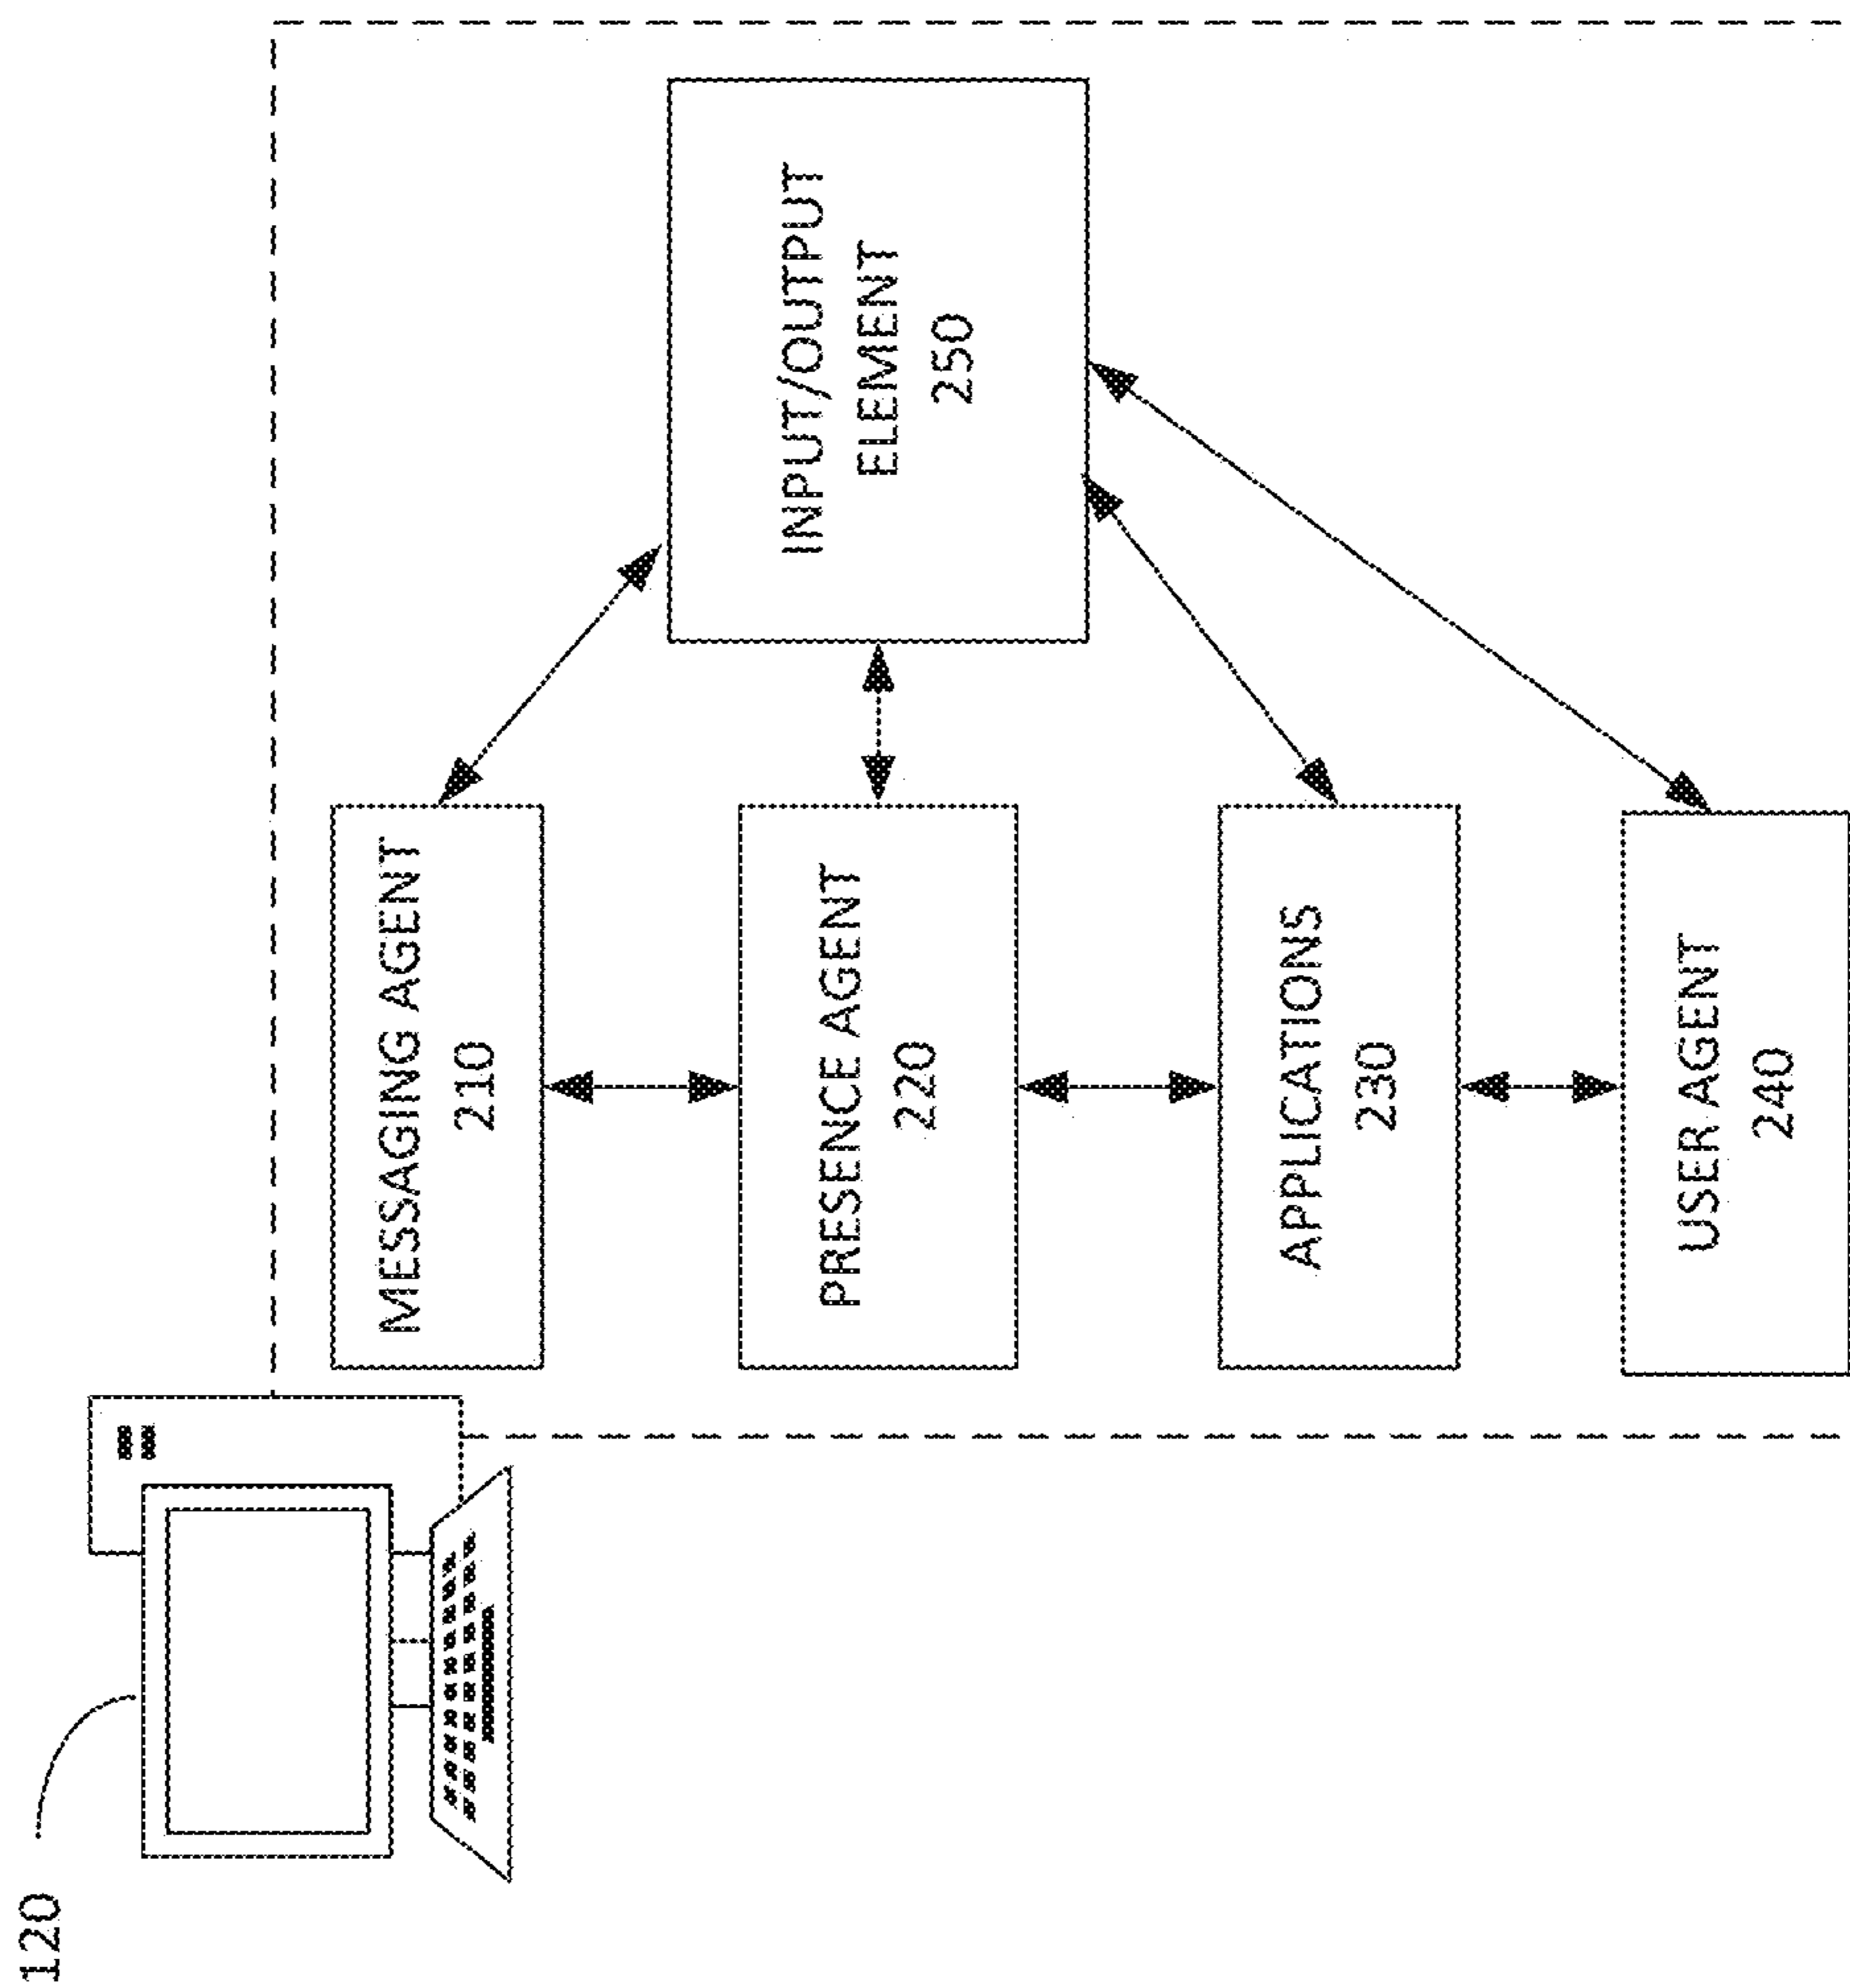 120
MESSAGING AGENT
210
PRESENCE AGENT
220
APPLICATIONS
230
USER AGENT
240
INPUT/OUTPUT
ELEMENT
250